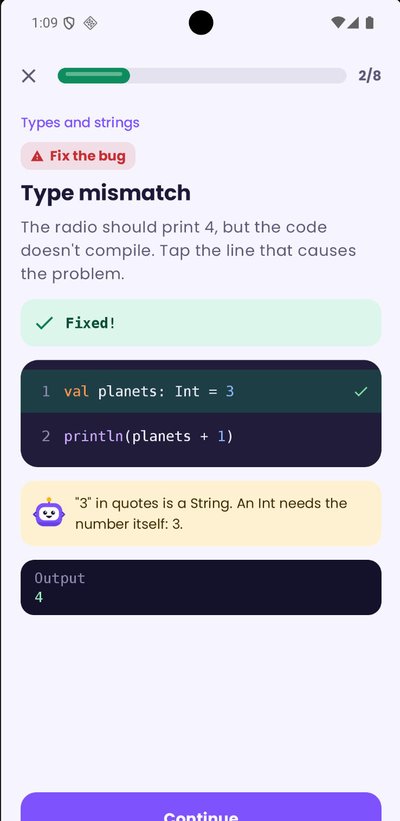 1:09
2/8
Types and strings
Fix the bug
Type mismatch
The radio should print 4, but the code
doesn't compile. Tap the line that causes
the problem.
Fixed!
1 val planets: Int = 3
2 println(planets + 1)
"3" in quotes is a String. An Int needs the
number itself: 3.
Output
4
Continue